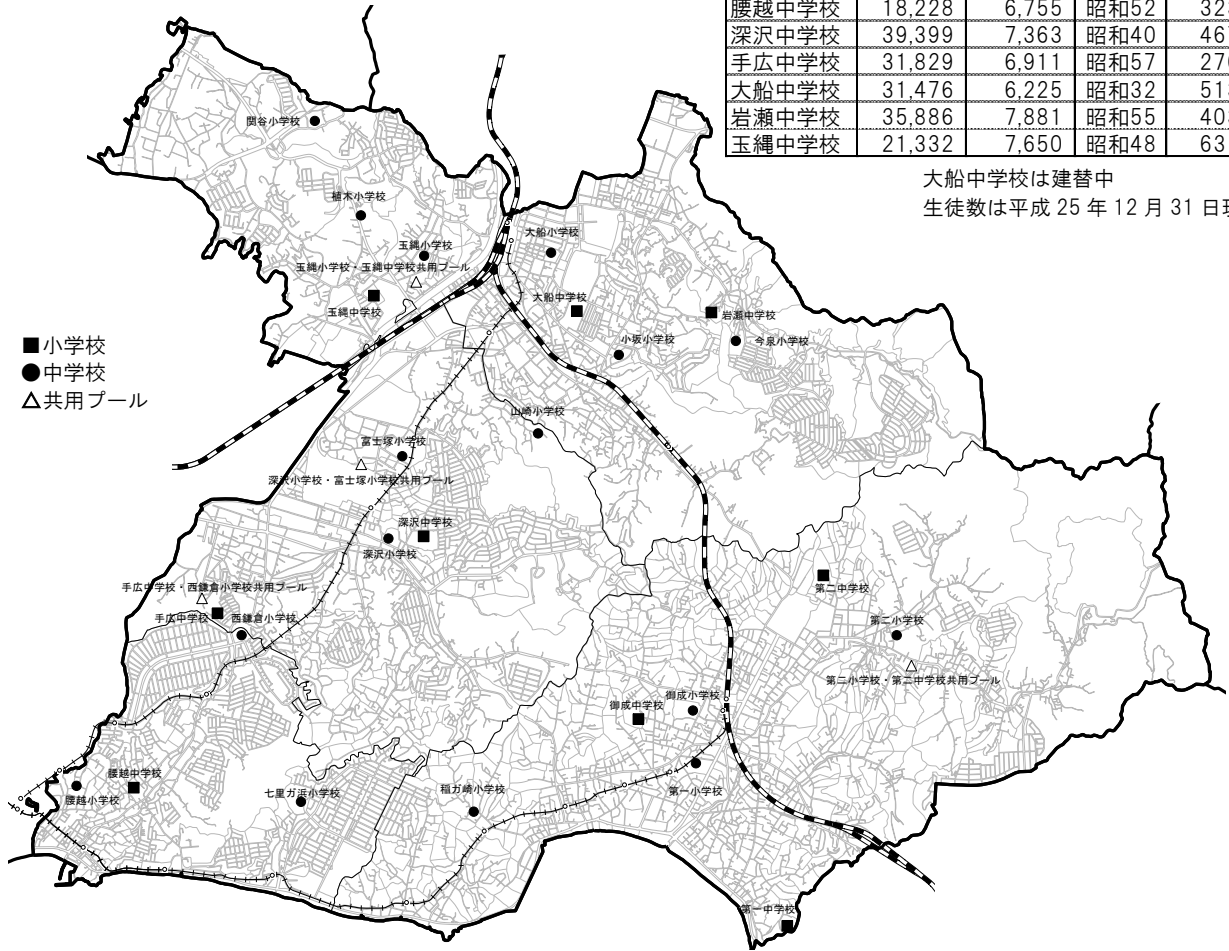 腰越中学校 18,228 6,755 昭和52
深沢中学校 39,399 7,363 昭和40
手広中学校 31,829 6,911 昭和57
大船中学校 31,476 6,225 昭和32
岩瀬中学校 35,886 7,881 昭和55
玉縄中学校 21,332 7,650 昭和48
大船中学校は建替中
生徒数は平成 25 年 12 月 31 日
関谷小学校
植木小学校
玉縄小学校
大船小学校
玉縄小学校・玉縄中学校共用プール
大船中学校
玉縄中学校
岩瀬中学校
小坂小学校
今泉小学校
■小学校
●中学校
△共用プール
山崎小学校
富士塚小学校
深沢小学校・富士塚小学校共用プール
深沢中学校
深沢小学校
手広中学校・西鎌倉小学校共用プール
手広中学校
西鎌倉小学校
第二中学校
第二小学校
第二小学校・第二中学校共用プール
御成小学校
御成中学校
腰越中学校
腰越小学校
七里ガ浜小学校
稲ガ崎小学校
第一小学校
第一中学校